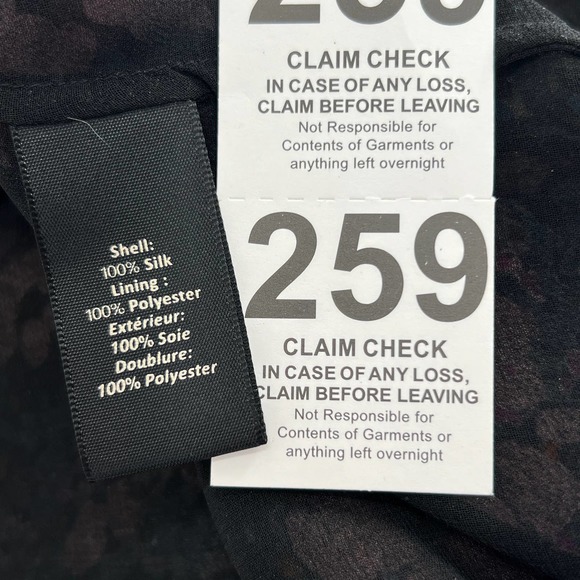 CLAIM CHECK
IN CASE OF ANY LOSS,
CLAIM BEFORE LEAVING
Not Responsible for
Contents of Garments or
anything left overnight
259
CLAIM CHECK
IN CASE OF ANY LOSS,
CLAIM BEFORE LEAVING
Not Responsible for
Contents of Garments or
anything left overnight
Shell:
100% Silk
Lining :
100% Polyester
Extérieur:
100% Soie
Doublure:
100% Polyester